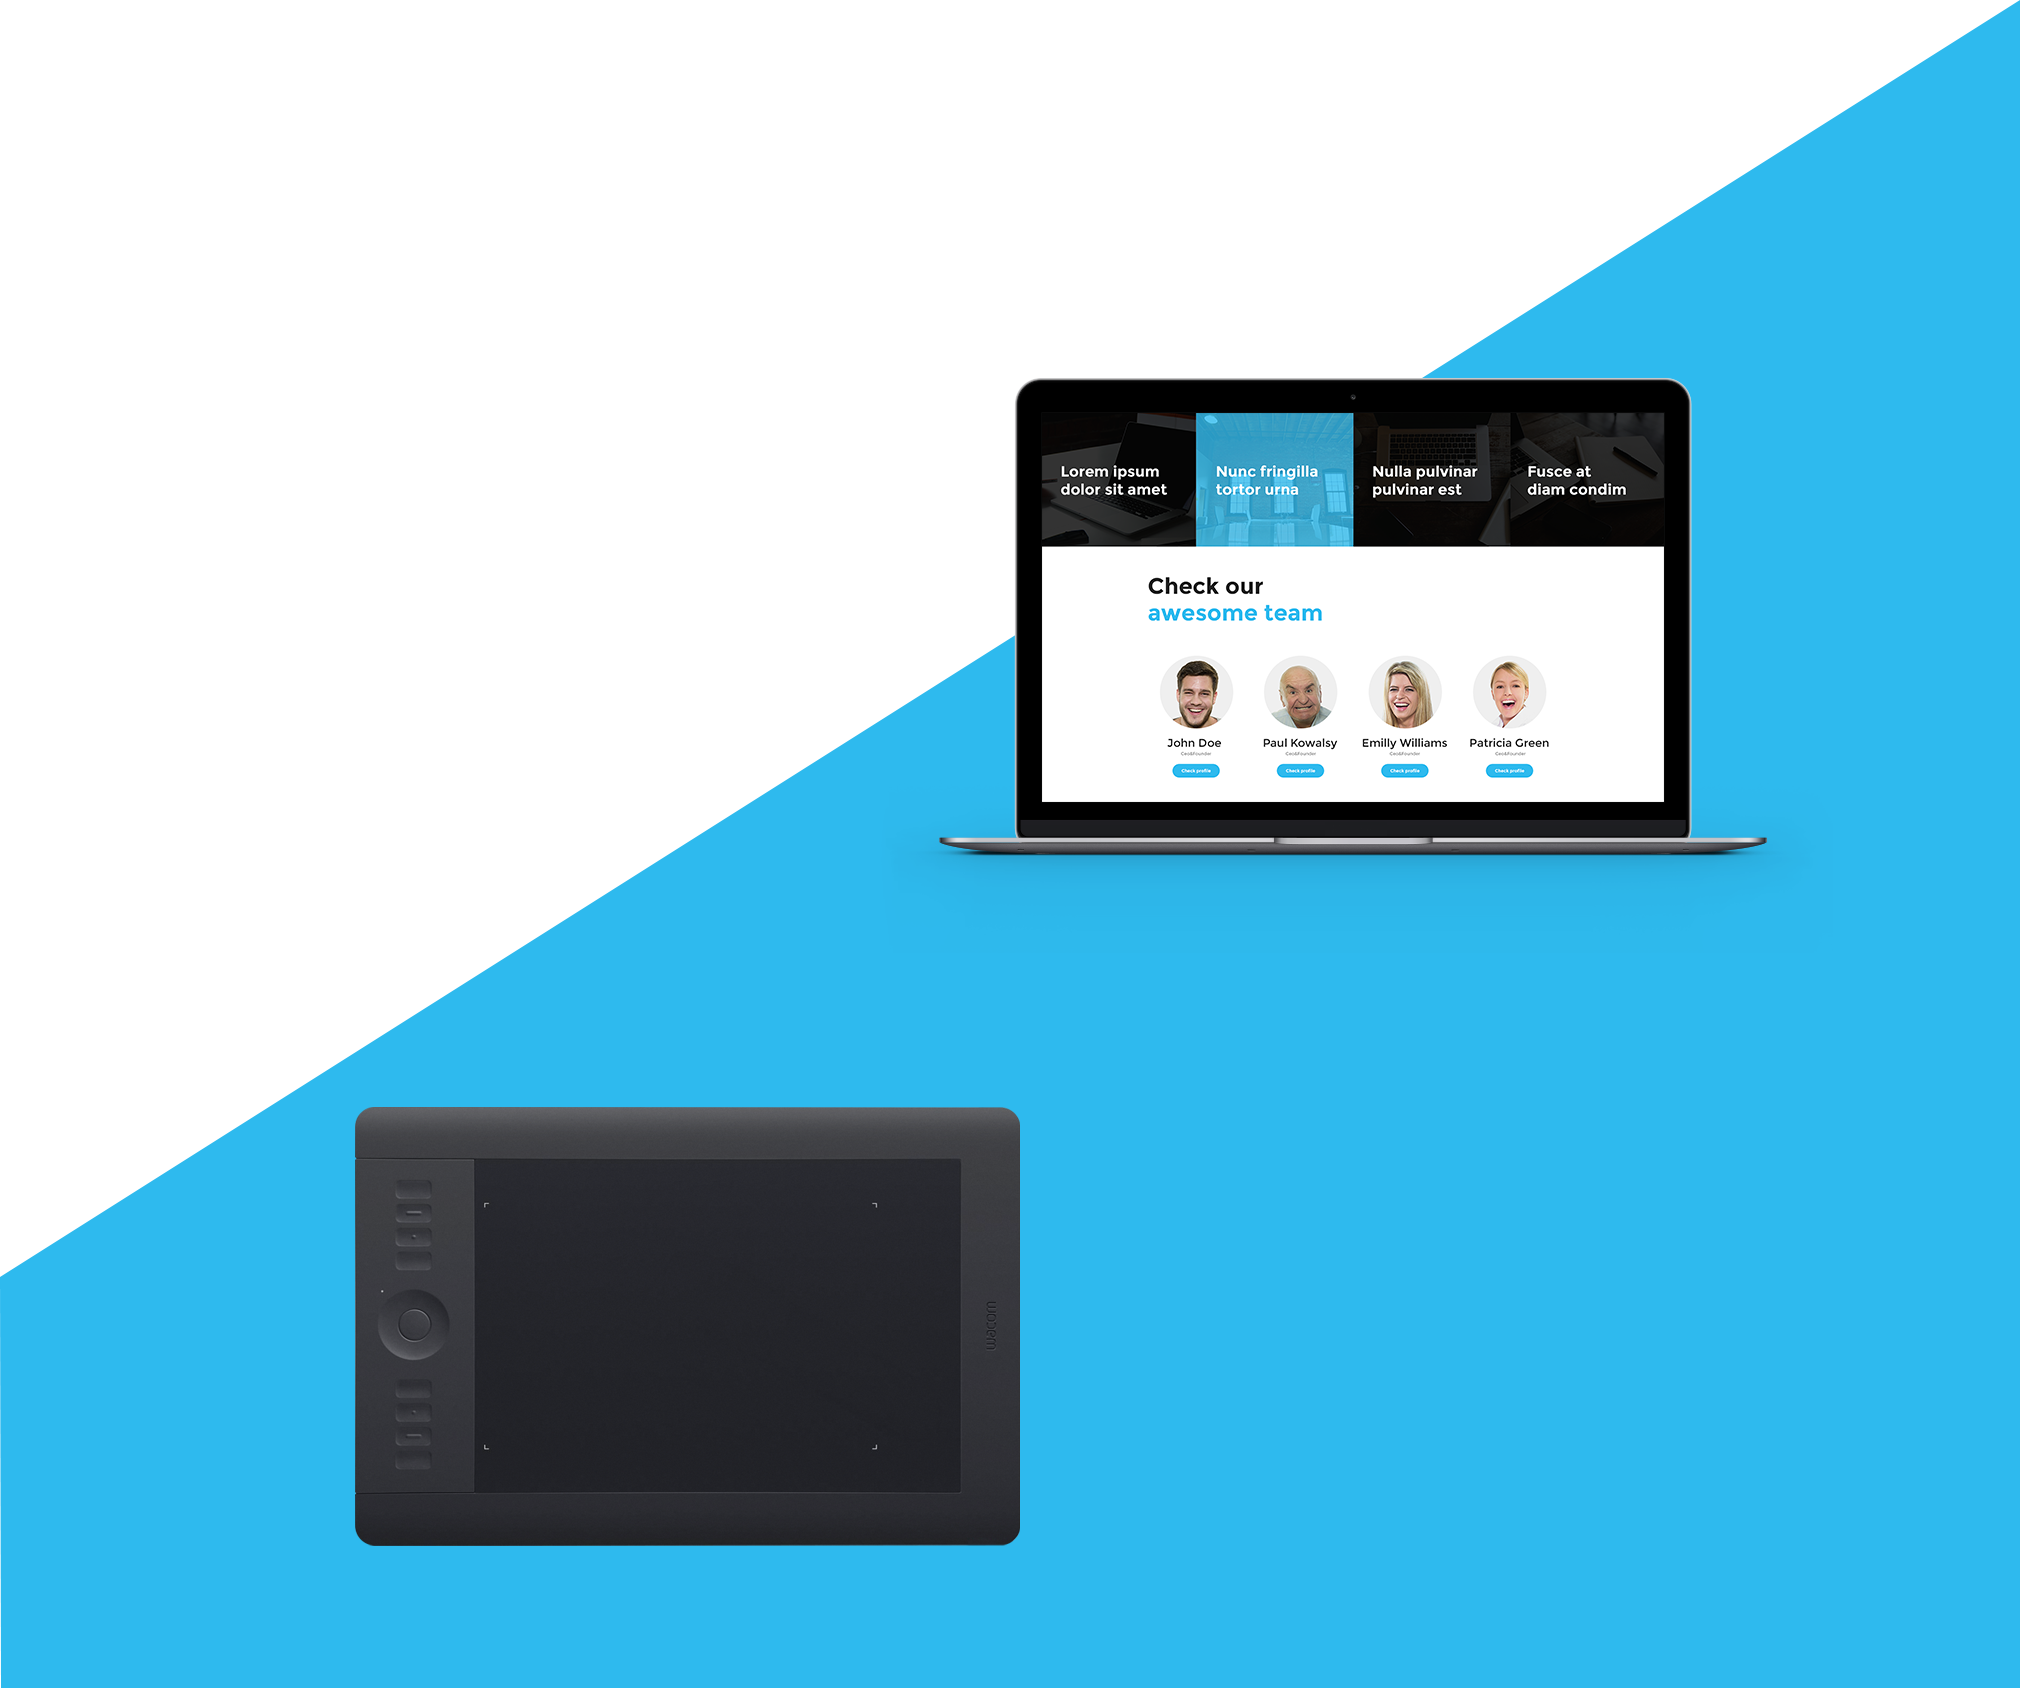 Lorem ipsum
dolor sit amet
Nunc fringilla
tortor urna
Nulla pulvinar
pulvinar est
Fusce at
diam condim
Check our
awesome team
John Doe
Ceo&Founder
Check profile
Paul Kowalsy
Ceo&Founder
Check profile
Emilly Williams
Ceo&Founder
Check profile
Patricia Green
Ceo&Founder
Check profile
wacom